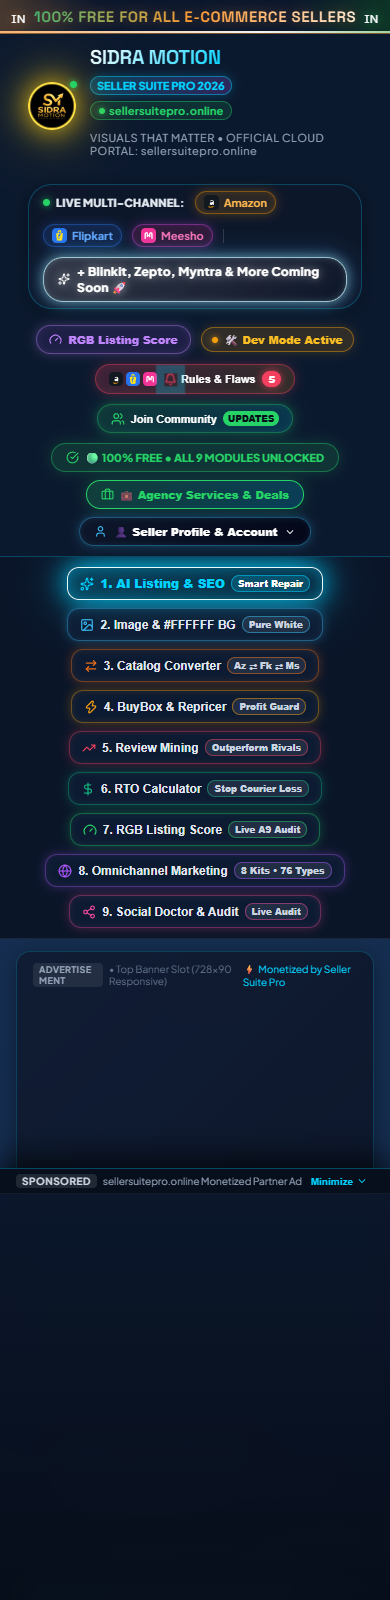 IN 100% FREE FOR ALL E-COMMERCE SELLERS IN
SIDRA MOTION
SELLER SUITE PRO 2026
sellersuitepro.online
SIDRA
MOTION
VISUALS THAT MATTER • OFFICIAL CLOUD
PORTAL: sellersuitepro.online
LIVE MULTI-CHANNEL: a Amazon
Flipkart Meesho
+ Blinkit, Zepto, Myntra & More Coming
Soon 🚀
RGB Listing Score 🛠️ Dev Mode Active
Rules & Flaws 5
Join Community UPDATES
100% FREE • ALL 9 MODULES UNLOCKED
💼 Agency Services & Deals
👤 Seller Profile & Account
1. AI Listing & SEO Smart Repair
2. Image & #FFFFFF BG Pure White
3. Catalog Converter Az ⇄ Fk ⇄ Ms
4. BuyBox & Repricer Profit Guard
5. Review Mining Outperform Rivals
6. RTO Calculator Stop Courier Loss
7. RGB Listing Score Live A9 Audit
8. Omnichannel Marketing 8 Kits • 76 Types
9. Social Doctor & Audit Live Audit
ADVERTISE
MENT
• Top Banner Slot (728×90
Responsive)
⚡ Monetized by Seller
Suite Pro
SPONSORED sellersuitepro.online Monetized Partner Ad Minimize